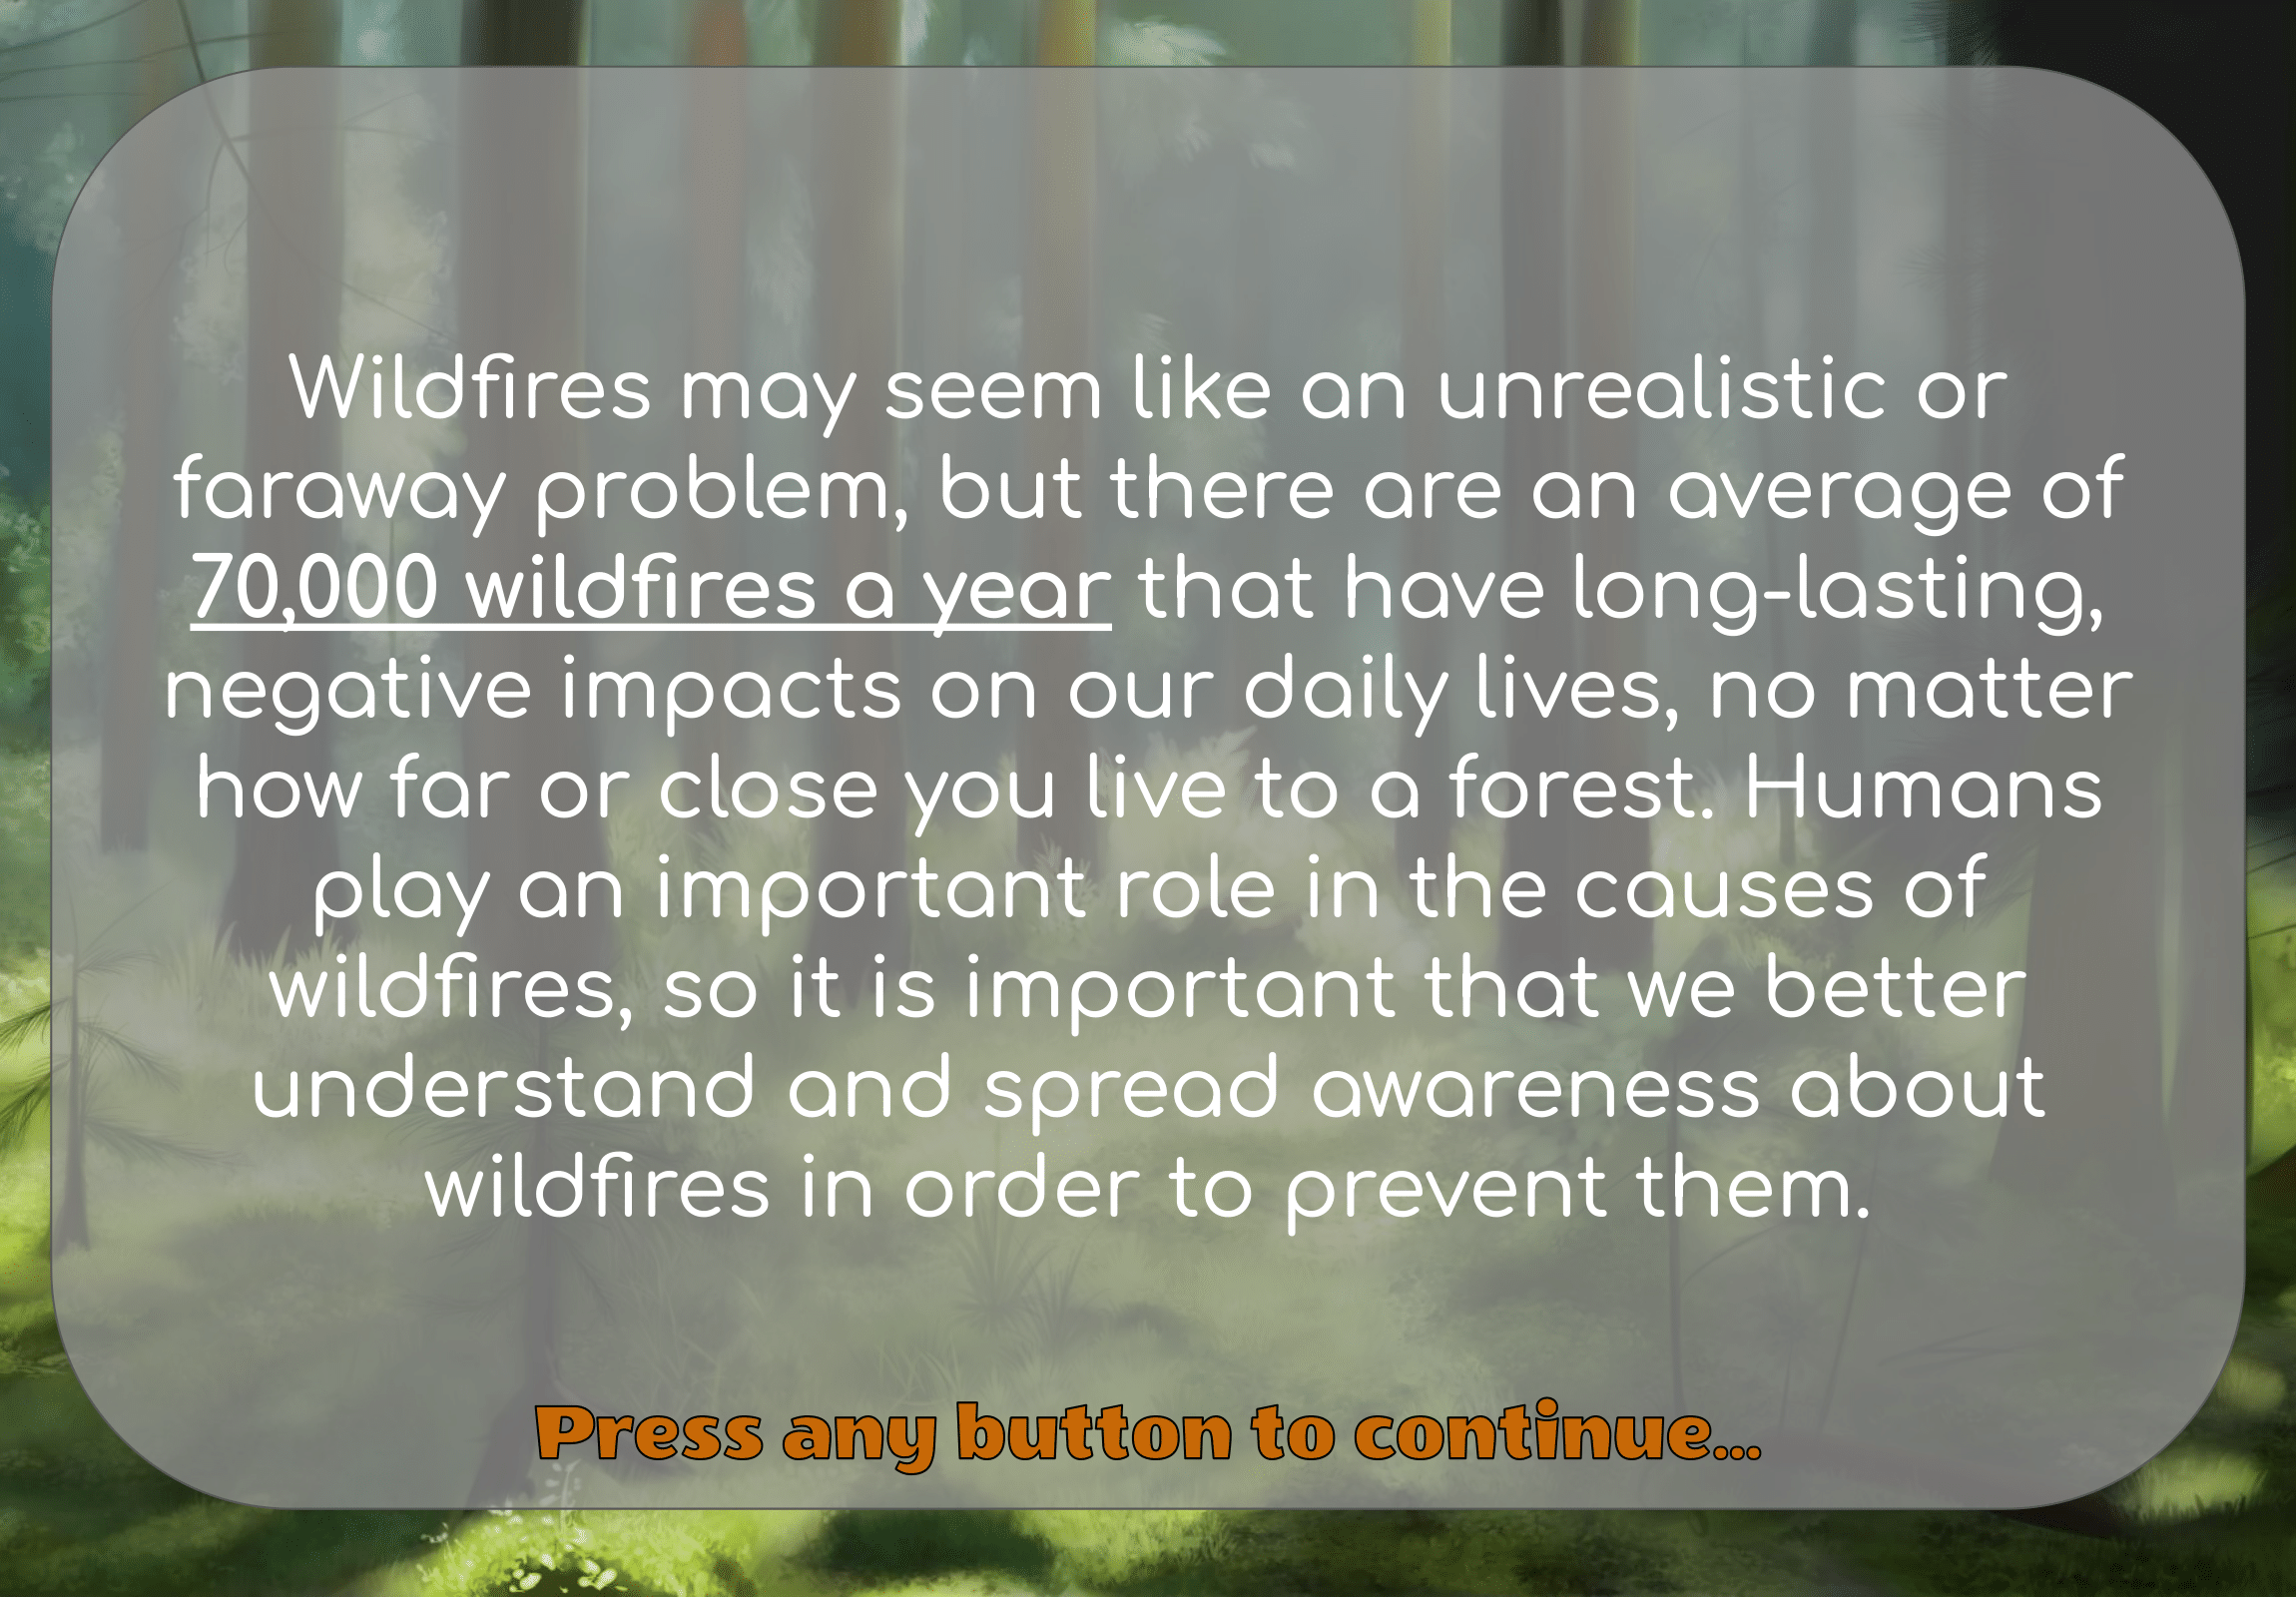 Wildfires may seem like an unrealistic or
faraway problem, but there are an average of
70,000 wildfires a year that have long-lasting,
negative impacts on our daily lives, no matter
how far or close you live to a forest. Humans
play an important role in the causes of
wildfires, so it is important that we better
understand and spread awareness about
wildfires in order to prevent them.
Press any button to continue...